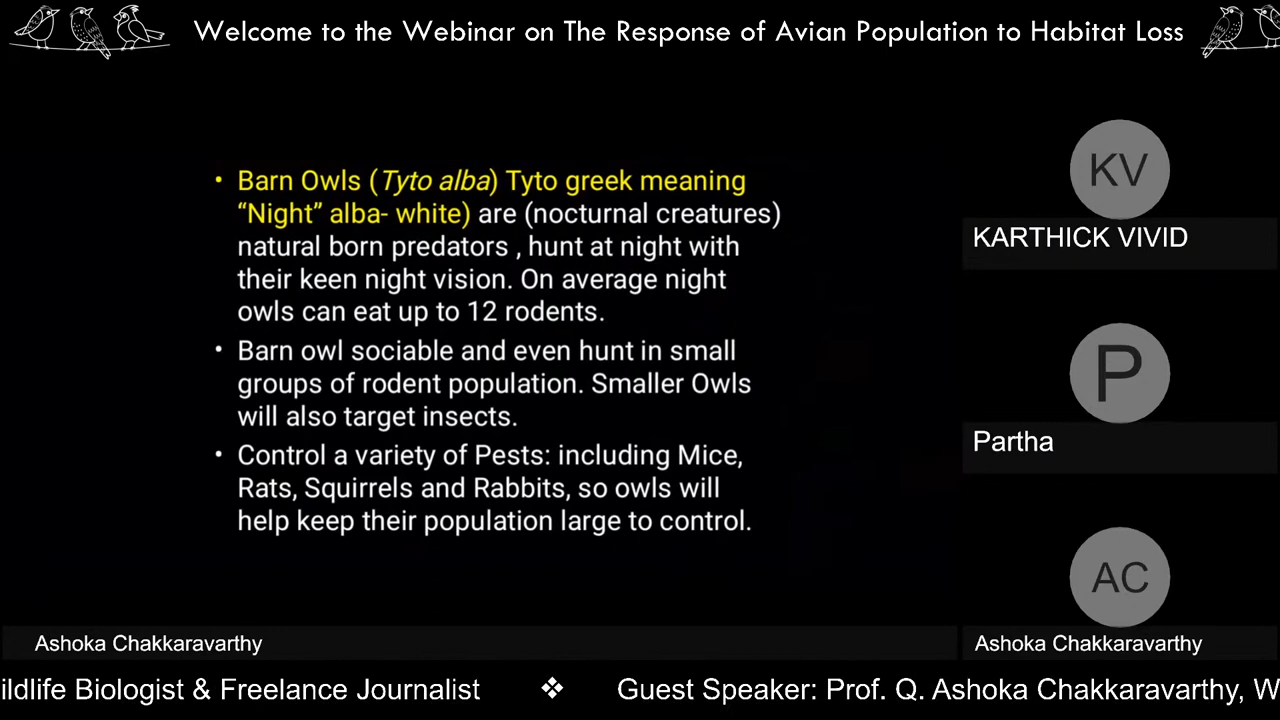 Welcome to the Webinar on The Response of Avian Population to Habitat Loss
• Barn Owls (Tyto alba) Tyto greek meaning
“Night” alba- white) are (nocturnal creatures)
natural born predators , hunt at night with
their keen night vision. On average night
owls can eat up to 12 rodents.
• Barn owl sociable and even hunt in small
groups of rodent population. Smaller Owls
will also target insects.
• Control a variety of Pests: including Mice,
Rats, Squirrels and Rabbits, so owls will
help keep their population large to control.
KV
KARTHICK VIVID
P
Partha
AC
Ashoka Chakkaravarthy
Ashoka Chakkaravarthy
ildlife Biologist & Freelance Journalist ❖ Guest Speaker: Prof. Q. Ashoka Chakkaravarthy, W